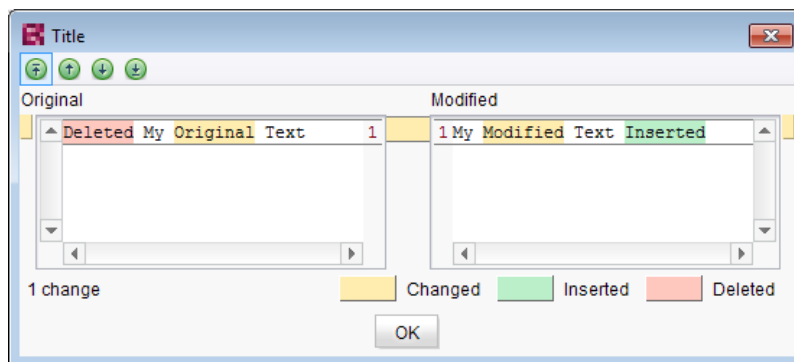 Title
Original Modified
Deleted My Original Text 1 1 My Modified Text Inserted
1 change Changed Inserted Deleted
OK